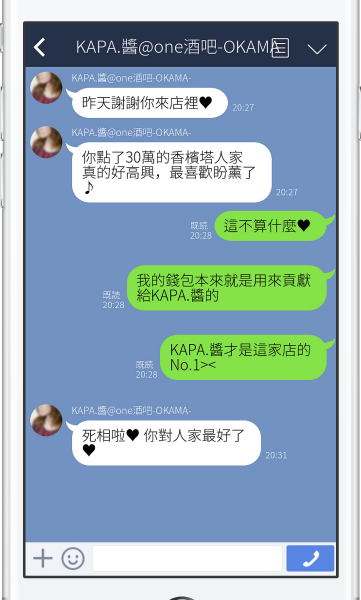 KAPA.醬@one酒吧-OKAMA
KAPA.醬@one酒吧-OKAMA-
昨天謝謝你來店裡♥
20:27
KAPA.醬@one酒吧-OKAMA-
你點了30萬的香檳塔人家
真的好高興，最喜歡盼薰了
♪
20:27
既読
20:28
這不算什麼♥
我的錢包本來就是用來貢獻
給KAPA.醬的
既読
20:28
KAPA.醬才是這家店的
No.1><
既読
20:28
KAPA.醬@one酒吧-OKAMA-
死相啦♥ 你對人家最好了
♥
20:31